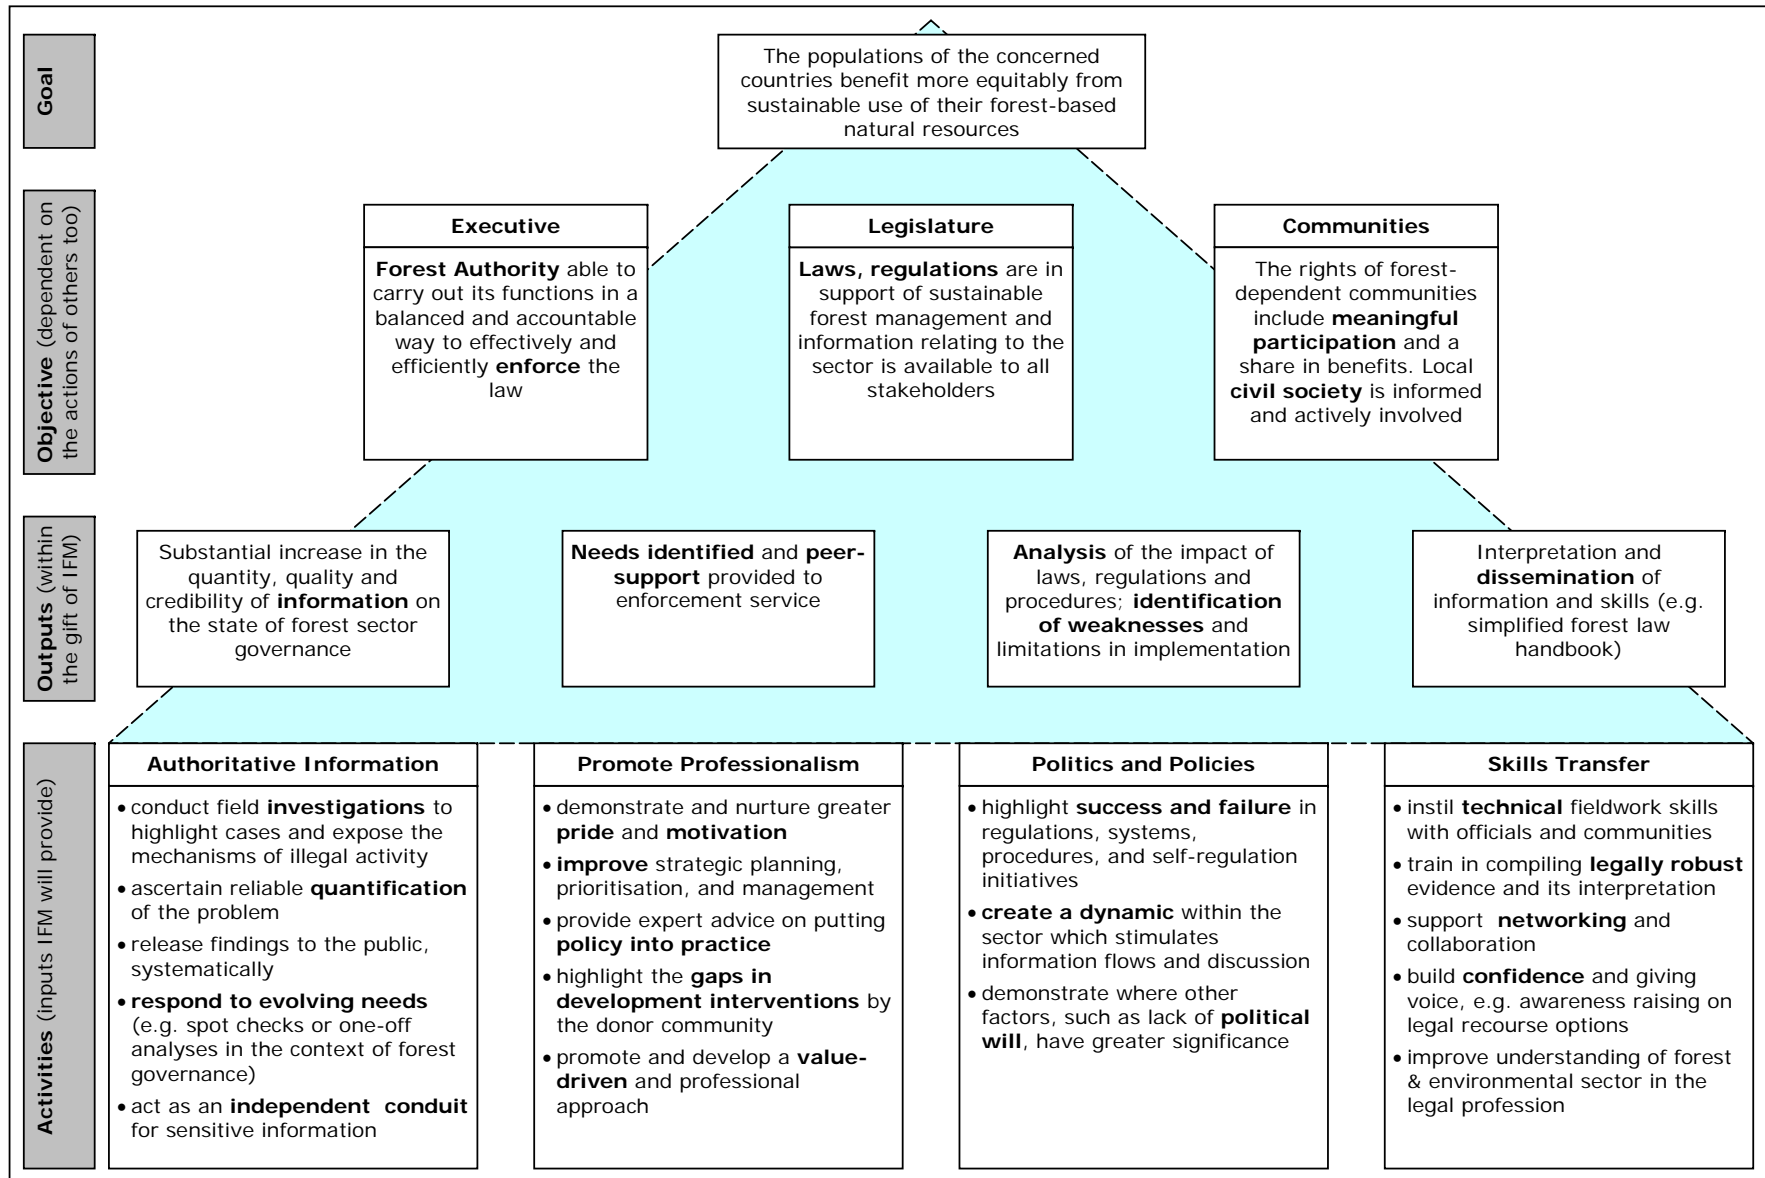 Goal
The populations of the concerned
countries benefit more equitably from
sustainable use of their forest-based
natural resources
Objective (dependent on
the actions of others too)
Executive
Forest Authority able to
carry out its functions in a
balanced and accountable
way to effectively and
efficiently enforce the
law
Legislature
Laws, regulations are in
support of sustainable
forest management and
information relating to the
sector is available to all
stakeholders
Communities
The rights of forest-
dependent communities
include meaningful
participation and a
share in benefits. Local
civil society is informed
and actively involved
Outputs (within
the gift of IFM)
Substantial increase in the
quantity, quality and
credibility of information on
the state of forest sector
governance
Needs identified and peer-
support provided to
enforcement service
Analysis of the impact of
laws, regulations and
procedures; identification
of weaknesses and
limitations in implementation
Interpretation and
dissemination of
information and skills (e.g.
simplified forest law
handbook)
Activities (inputs IFM will provide)
Authoritative Information
• conduct field investigations to
highlight cases and expose the
mechanisms of illegal activity
• ascertain reliable quantification
of the problem
• release findings to the public,
systematically
• respond to evolving needs
(e.g. spot checks or one-off
analyses in the context of forest
governance)
• act as an independent conduit
for sensitive information
Promote Professionalism
• demonstrate and nurture greater
pride and motivation
• improve strategic planning,
prioritisation, and management
• provide expert advice on putting
policy into practice
• highlight the gaps in
development interventions by
the donor community
• promote and develop a value-
driven and professional
approach
Politics and Policies
• highlight success and failure in
regulations, systems,
procedures, and self-regulation
initiatives
• create a dynamic within the
sector which stimulates
information flows and discussion
• demonstrate where other
factors, such as lack of political
will, have greater significance
Skills Transfer
• instil technical fieldwork skills
with officials and communities
• train in compiling legally robust
evidence and its interpretation
• support networking and
collaboration
• build confidence and giving
voice, e.g. awareness raising on
legal recourse options
• improve understanding of forest
& environmental sector in the
legal profession